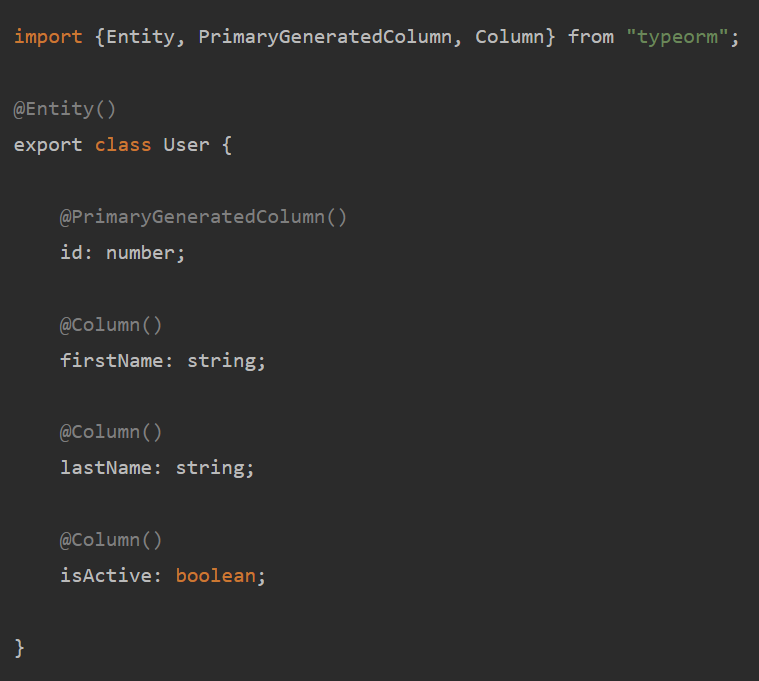 import {Entity, PrimaryGeneratedColumn, Column} from "typeorm";
@Entity()
export class User {
@PrimaryGeneratedColumn()
id: number;
@Column()
firstName: string;
@Column()
lastName: string;
@Column()
isActive: boolean;
}